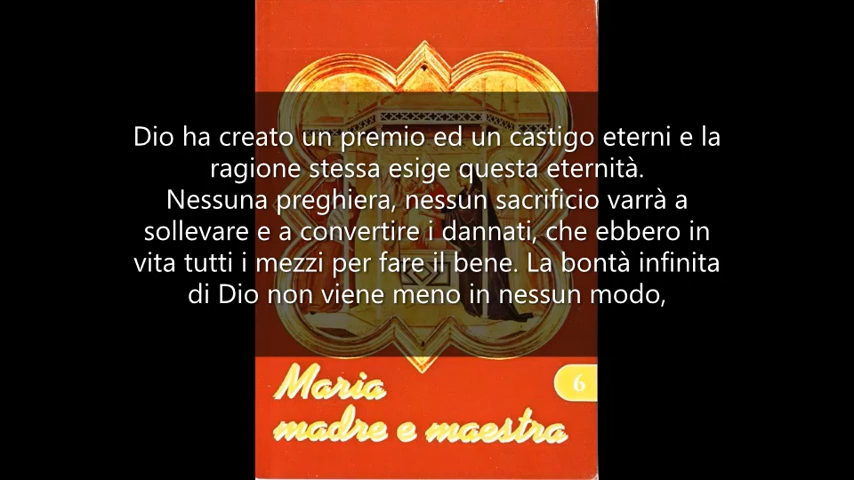 Dio ha creato un premio ed un castigo eterni e la
ragione stessa esige questa eternità.
Nessuna preghiera, nessun sacrificio varrà a
sollevare e a convertire i dannati, che ebbero in
vita tutti i mezzi per fare il bene. La bontà infinita
di Dio non viene meno in nessun modo,
6
Maria
madre e maestra